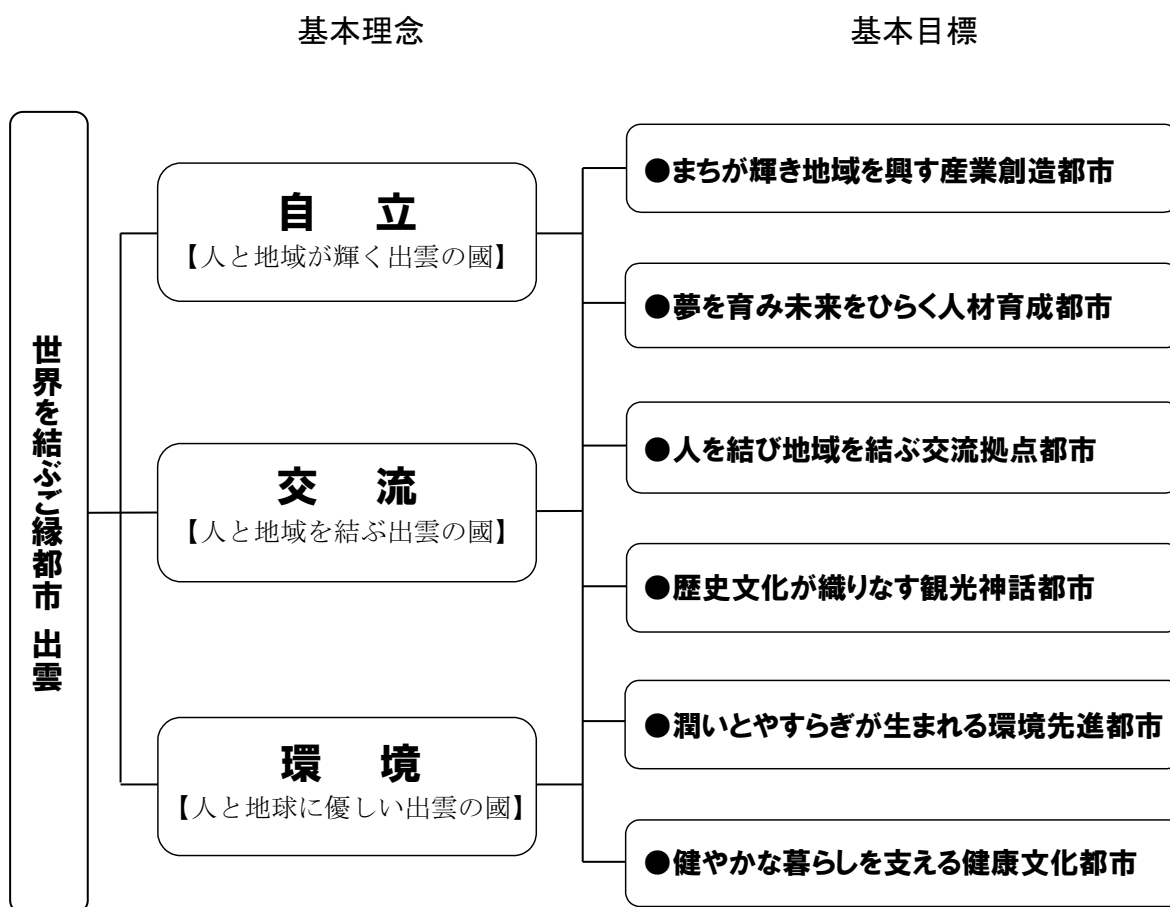 基本理念
基本目標
世界を結ぶご縁都市 出雲
自 立
【人と地域が輝く出雲の國】
交 流
【人と地域を結ぶ出雲の國】
環 境
【人と地球に優しい出雲の國】
●まちが輝き地域を興す産業創造都市
●夢を育み未来をひらく人材育成都市
●人を結び地域を結ぶ交流拠点都市
●歴史文化が織りなす観光神話都市
●潤いとやすらぎが生まれる環境先進都市
●健やかな暮らしを支える健康文化都市